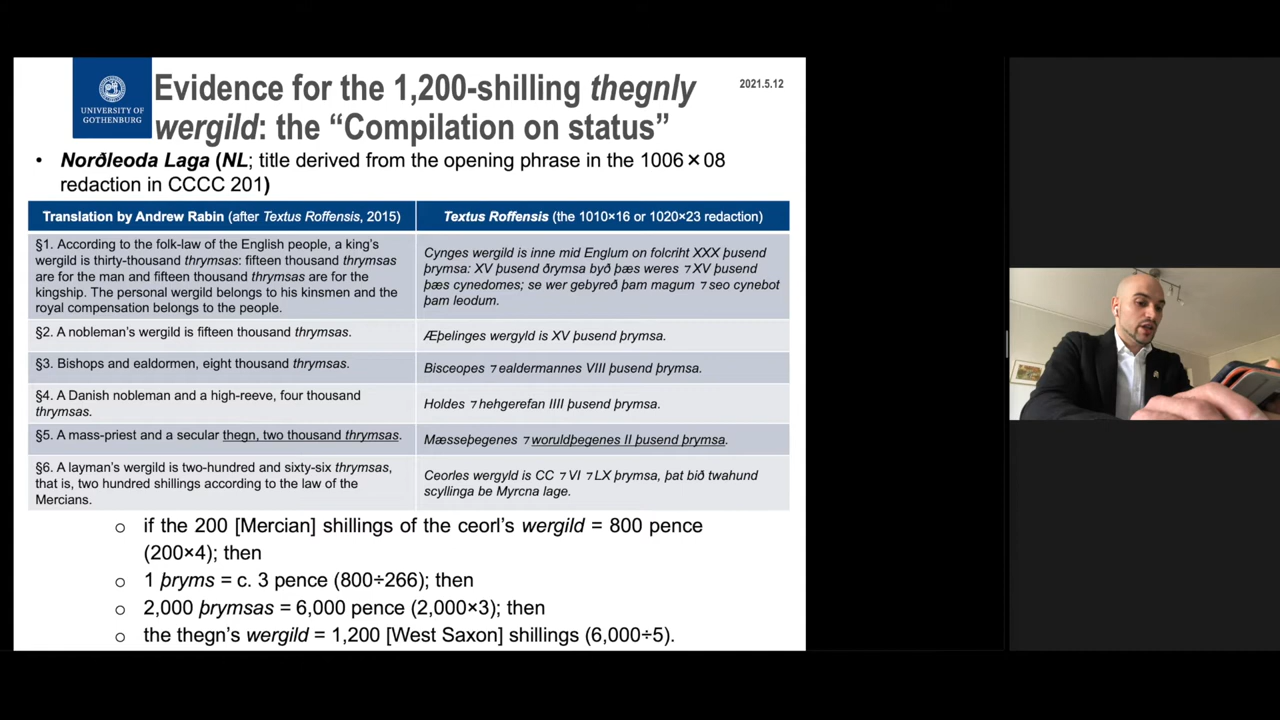 UNIVERSITY OF
GOTHENBURG
Evidence for the 1,200-shilling thegnly
wergild: the “Compilation on status”
2021.5.12
• Norðleoda Laga (NL; title derived from the opening phrase in the 1006×08
redaction in CCCC 201)
Translation by Andrew Rabin (after Textus Roffensis, 2015)
Textus Roffensis (the 1010×16 or 1020×23 redaction)
§1. According to the folk-law of the English people, a king’s
wergild is thirty-thousand thrymsas: fifteen thousand thrymsas
are for the man and fifteen thousand thrymsas are for the
kingship. The personal wergild belongs to his kinsmen and the
royal compensation belongs to the people.
Cynges wergild is inne mid Englum on folcriht XXX þusend
þrymsa: XV þusend ðrymsa byð þæs weres ⁊ XV þusend
þæs cynedomes; se wer gebyreð þam magum ⁊ seo cynebot
þam leodum.
§2. A nobleman’s wergild is fifteen thousand thrymsas.
Æþelinges wergyld is XV þusend þrymsa.
§3. Bishops and ealdormen, eight thousand thrymsas.
Bisceopes ⁊ ealdermannes VIII þusend þrymsa.
§4. A Danish nobleman and a high-reeve, four thousand
thrymsas.
Holdes ⁊ hehgerefan IIII þusend þrymsa.
§5. A mass-priest and a secular thegn, two thousand thrymsas.
Mæsseþegenes ⁊ woruldþegenes II þusend þrymsa.
§6. A layman’s wergild is two-hundred and sixty-six thrymsas,
that is, two hundred shillings according to the law of the
Mercians.
Ceorles wergyld is CC ⁊ VI ⁊ LX þrymsa, þat bið twahund
scyllinga be Myrcna lage.
o if the 200 [Mercian] shillings of the ceorl’s wergild = 800 pence
(200×4); then
o 1 þryms = c. 3 pence (800÷266); then
o 2,000 þrymsas = 6,000 pence (2,000×3); then
o the thegn’s wergild = 1,200 [West Saxon] shillings (6,000÷5).